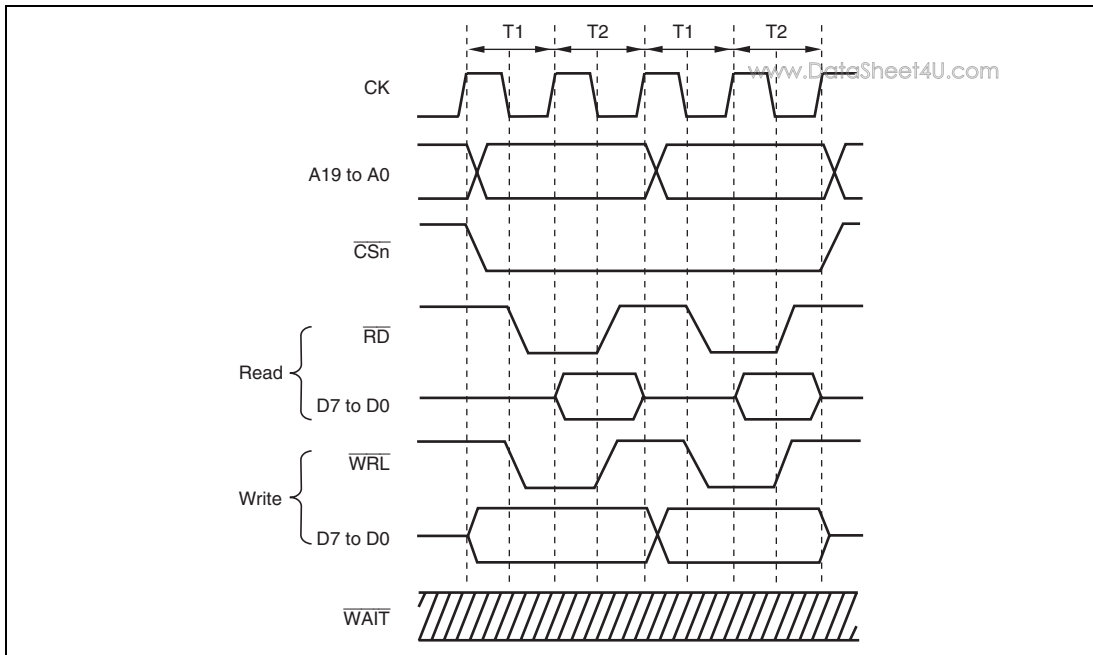 T1 T2 T1 T2
www.DataSheet4U.com
CK
A19 to A0
CSn
RD
Read
D7 to D0
WRL
Write
D7 to D0
WAIT